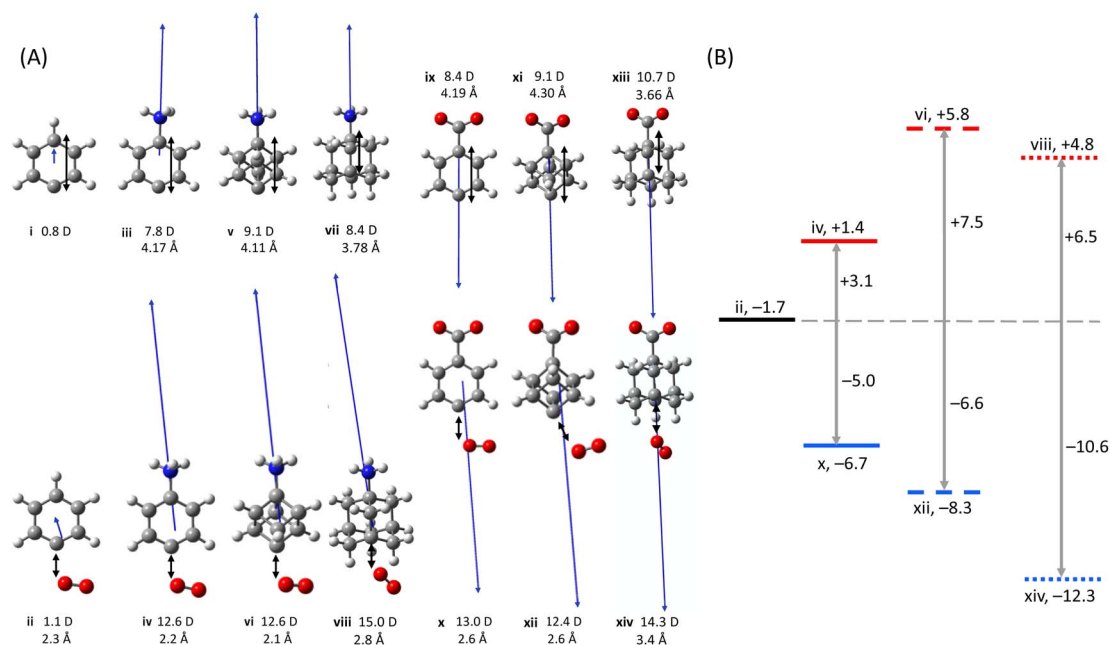 (A)
ix 8.4 D
4.19 Å
xi 9.1 D
4.30 Å
xiii 10.7 D
3.66 Å
i 0.8 D
iii 7.8 D
4.17 Å
v 9.1 D
4.11 Å
vii 8.4 D
3.78 Å
ii 1.1 D
2.3 Å
iv 12.6 D
2.2 Å
vi 12.6 D
2.1 Å
viii 15.0 D
2.8 Å
x 13.0 D
2.6 Å
xii 12.4 D
2.6 Å
xiv 14.3 D
3.4 Å
(B)
vi, +5.8
viii, +4.8
+7.5
iv, +1.4
+6.5
+3.1
ii, –1.7
–5.0
–6.6
–10.6
x, –6.7
xii, –8.3
xiv, –12.3